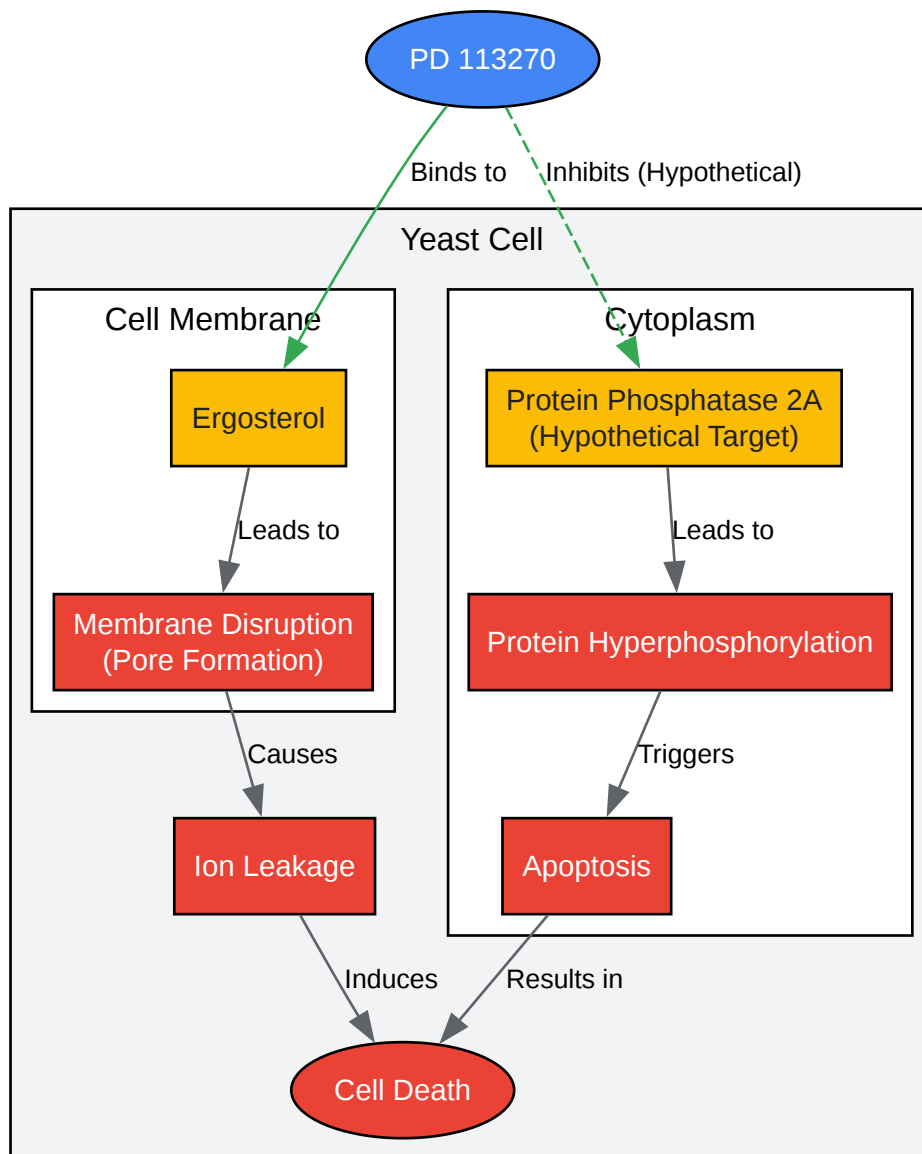 PD 113270
Binds to
Inhibits (Hypothetical)
Yeast Cell
Cell Membrane
Cytoplasm
Ergosterol
Protein Phosphatase 2A
(Hypothetical Target)
Leads to
Leads to
Membrane Disruption
(Pore Formation)
Protein Hyperphosphorylation
Causes
Triggers
Ion Leakage
Apoptosis
Induces
Results in
Cell Death